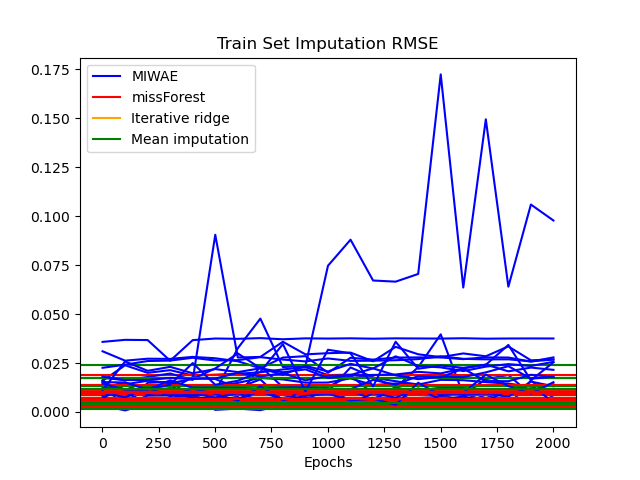 Train Set Imputation RMSE
0.175
0.150
0.125
0.100
0.075
0.050
0.025
0.000
MIWAE
missForest
Iterative ridge
Mean imputation
0 250 500 750 1000 1250 1500 1750 2000
Epochs